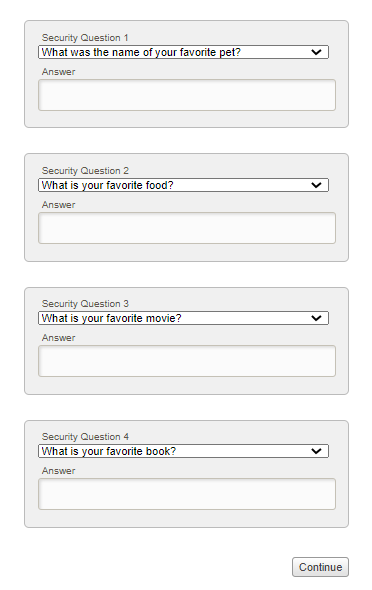 Security Question 1
What was the name of your favorite pet?
Answer
Security Question 2
What is your favorite food?
Answer
Security Question 3
What is your favorite movie?
Answer
Security Question 4
What is your favorite book?
Answer
Continue